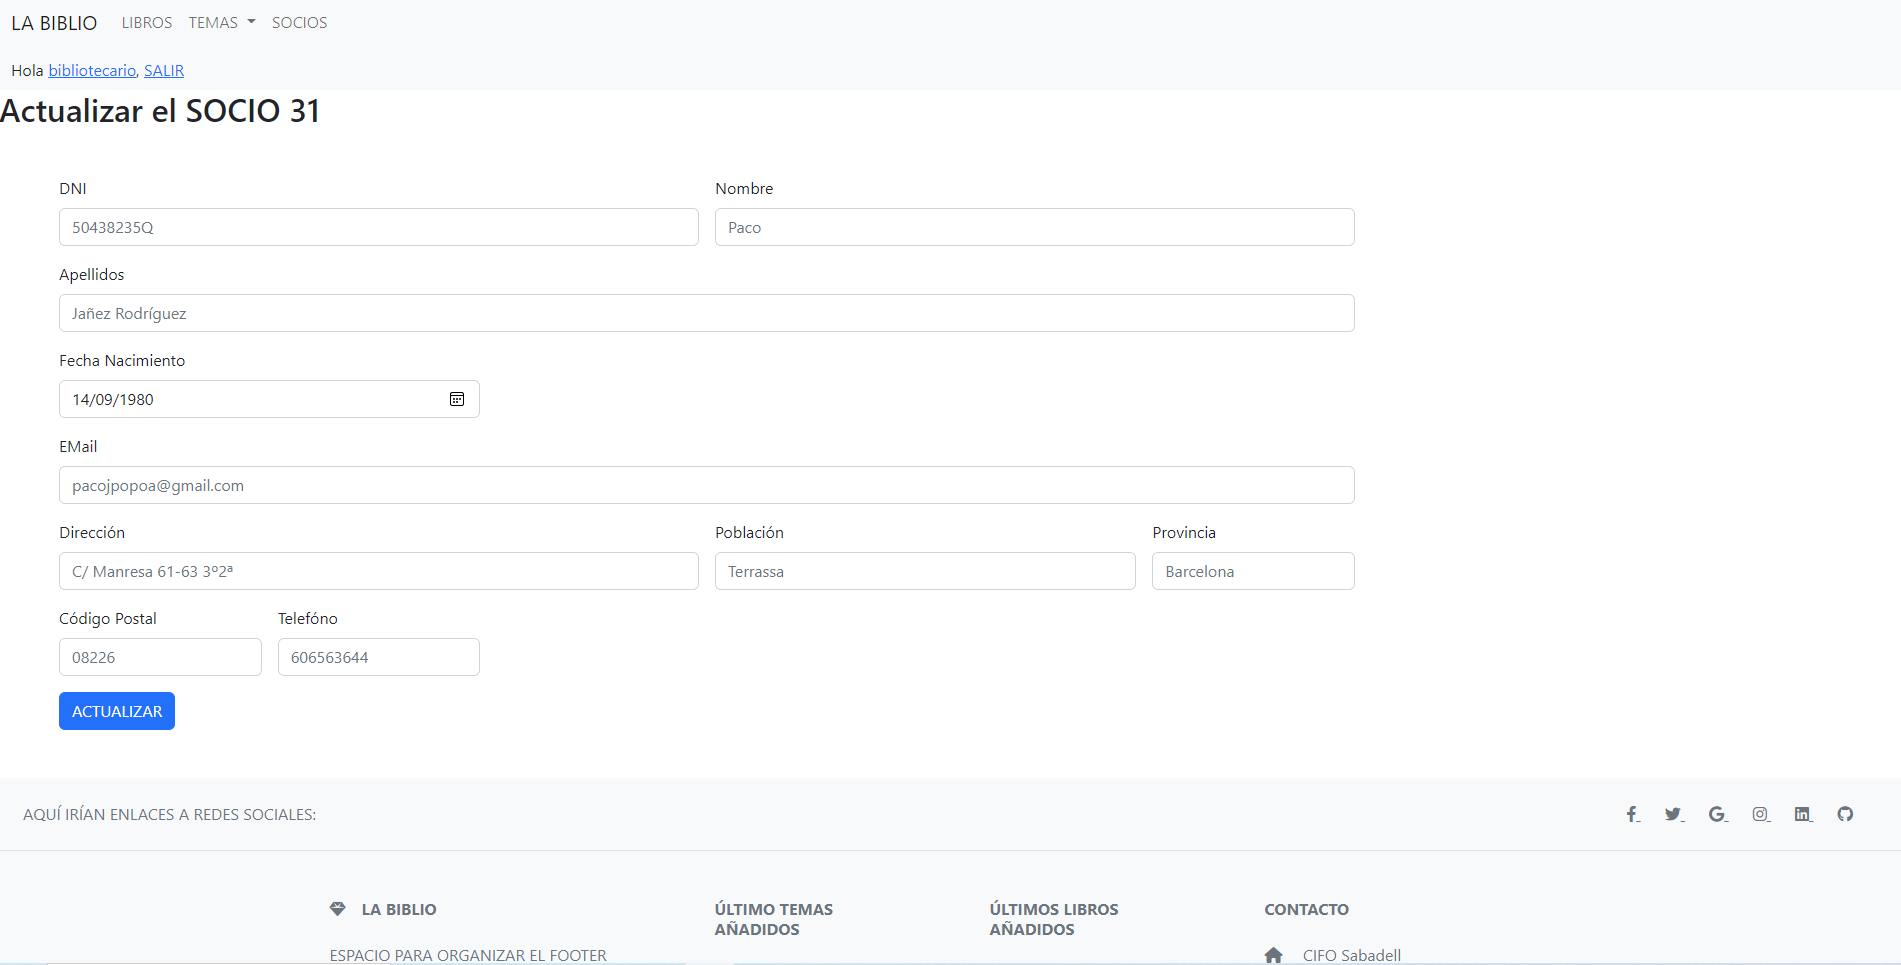 LA BIBLIO LIBROS TEMAS SOCIOS
Hola bibliotecario, SALIR
Actualizar el SOCIO 31
DNI Nombre
50438235Q Paco
Apellidos
Jañez Rodríguez
Fecha Nacimiento
14/09/1980
EMail
pacojpopoa@gmail.com
Dirección Población Provincia
C/ Manresa 61-63 3º2ª Terrassa Barcelona
Código Postal Telefóno
08226 606563644
ACTUALIZAR
AQUÍ IRÍAN ENLACES A REDES SOCIALES:
LA BIBLIO ÚLTIMO TEMAS ÚLTIMOS LIBROS CONTACTO
AÑADIDOS AÑADIDOS
ESPACIO PARA ORGANIZAR EL FOOTER CIFO Sabadell